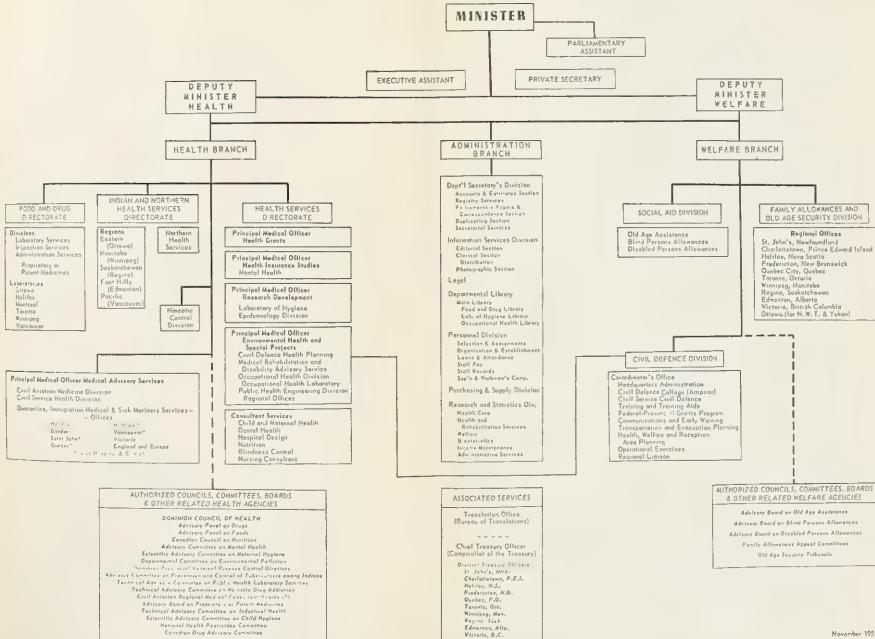 MINISTER
PARLIAMENTARY
ASSISTANT
EXECUTIVE ASSISTANT
PRIVATE SECRETARY
DEPUTY
MINISTER
HEALTH
DEPUTY
MINISTER
WELFARE
HEALTH BRANCH
ADMINISTRATION
BRANCH
WELFARE BRANCH
FOOD AND DRUG
DIRECTORATE
Divisions
Laboratory Services
Inspection Services
Administration Services
Proprietary or
Patent Medicines
Laboratories
Ottawa
Halifax
Montreal
Toronto
Winnipeg
Vancouver
INDIAN AND NORTHERN
HEALTH SERVICES
DIRECTORATE
Regions
Eastern
(Ottawa)
Manitoba
(Winnipeg)
Saskatchewan
(Regina)
Foot Hills
(Edmonton)
Pacific
(Vancouver)
Northern
Health
Services
Narcotic
Control
Division
HEALTH SERVICES
DIRECTORATE
Principal Medical Officer
Health Grants
Principal Medical Officer
Health Insurance Studies
Mental Health
Principal Medical Officer
Research Development
Laboratory of Hygiene
Epidemiology Division
Principal Medical Officer
Environmental Health and
Special Projects
Civil Defence Health Planning
Medical Rehabilitation and
Disability Advisory Service
Occupational Health Division
Occupational Health Laboratory
Public Health Engineering Division
Regional Offices
Consultant Services
Child and Maternal Health
Dental Health
Hospital Design
Nutrition
Blindness Control
Nursing Consultant
Principal Medical Officer Medical Advisory Services
Civil Aviation Medicine Division
Civil Service Health Division
Quarantine, Immigration Medical & Sick Mariners Services –
– Offices
Gander
Saint John*
Quebec*
Vancouver*
Victoria
England and Europe
AUTHORIZED COUNCILS, COMMITTEES, BOARDS
& OTHER RELATED HEALTH AGENCIES
DOMINION COUNCIL OF HEALTH
Advisory Panel on Drugs
Advisory Panel on Foods
Canadian Council on Nutrition
Advisory Committee on Mental Health
Scientific Advisory Committee on Maternal Hygiene
Departmental Committee on Environmental Pollution
Venereal Disease Control Directors
Advisory Committee on Prevention and Control of Tuberculosis among Indians
Technical Advisory Committee on Public Health Laboratory Services
Technical Advisory Committee on Narcotic Drug Addiction
Civil Aviation Regional Medical
Advisory Board on Proprietary or Patent Medicines
Technical Advisory Committee on Industrial Health
Scientific Advisory Committee on Child Hygiene
National Health Pesticides Committee
Canadian Drug Advisory Committee
Dept'l Secretary's Division
Accounts & Estimates Section
Registry Services
Parliamentary Papers &
Correspondence Section
Duplicating Section
Secretarial Services
Information Services Division
Editorial Section
Clerical Section
Distribution
Photographic Section
Legal
Departmental Library
Main Library
Food and Drug Library
Lab. of Hygiene Library
Occupational Health Library
Personnel Division
Selection & Assignments
Organization & Establishment
Leave & Attendance
Staff Pay
Staff Records
Sup'n & Workmen's Comp.
Purchasing & Supply Division
Research and Statistics Div.
Health Care
Health and
Rehabilitation Services
Welfare
Biostatistics
Income Maintenance
Administrative Services
ASSOCIATED SERVICES
Translation Office
(Bureau of Translations)
Chief Treasury Officer
(Comptroller of the Treasury)
District Treasury Officers
St. John's, Nfld.
Charlottetown, P.E.I.
Halifax, N.S.
Fredericton, N.B.
Quebec, P.Q.
Toronto, Ont.
Winnipeg, Man.
Regina, Sask.
Edmonton, Alta.
Victoria, B.C.
SOCIAL AID DIVISION
Old Age Assistance
Blind Persons Allowances
Disabled Persons Allowances
FAMILY ALLOWANCES AND
OLD AGE SECURITY DIVISION
Regional Offices
St. John's, Newfoundland
Charlottetown, Prince Edward Island
Halifax, Nova Scotia
Fredericton, New Brunswick
Quebec City, Quebec
Toronto, Ontario
Winnipeg, Manitoba
Regina, Saskatchewan
Edmonton, Alberta
Victoria, British Columbia
Ottawa (for N.W.T. & Yukon)
CIVIL DEFENCE DIVISION
Co-ordinator's Office
Headquarters Administration
Civil Defence College (Arnprior)
Civil Service Civil Defence
Training and Training Aids
Federal-Provincial Grants Program
Communications and Early Warning
Transportation and Evacuation Planning
Health, Welfare and Reception
Area Planning
Operational Exercises
Regional Liaison
AUTHORIZED COUNCILS, COMMITTEES, BOARDS
& OTHER RELATED WELFARE AGENCIES
Advisory Board on Old Age Assistance
Advisory Board on Blind Persons Allowances
Advisory Board on Disabled Persons Allowances
Family Allowances Appeal Committees
Old Age Security Tribunals
November 195